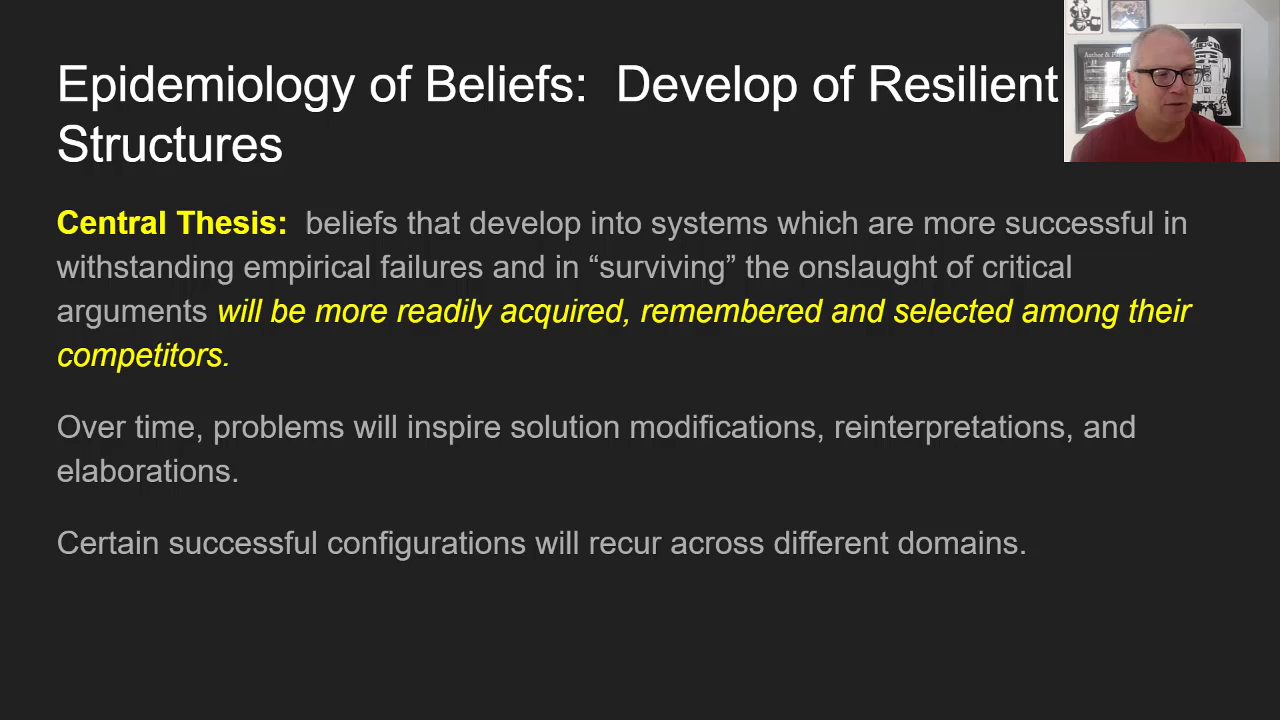 Epidemiology of Beliefs:  Develop of Resilient
Structures
Central Thesis:  beliefs that develop into systems which are more successful in
withstanding empirical failures and in “surviving” the onslaught of critical
arguments will be more readily acquired, remembered and selected among their
competitors.
Over time, problems will inspire solution modifications, reinterpretations, and
elaborations.
Certain successful configurations will recur across different domains.